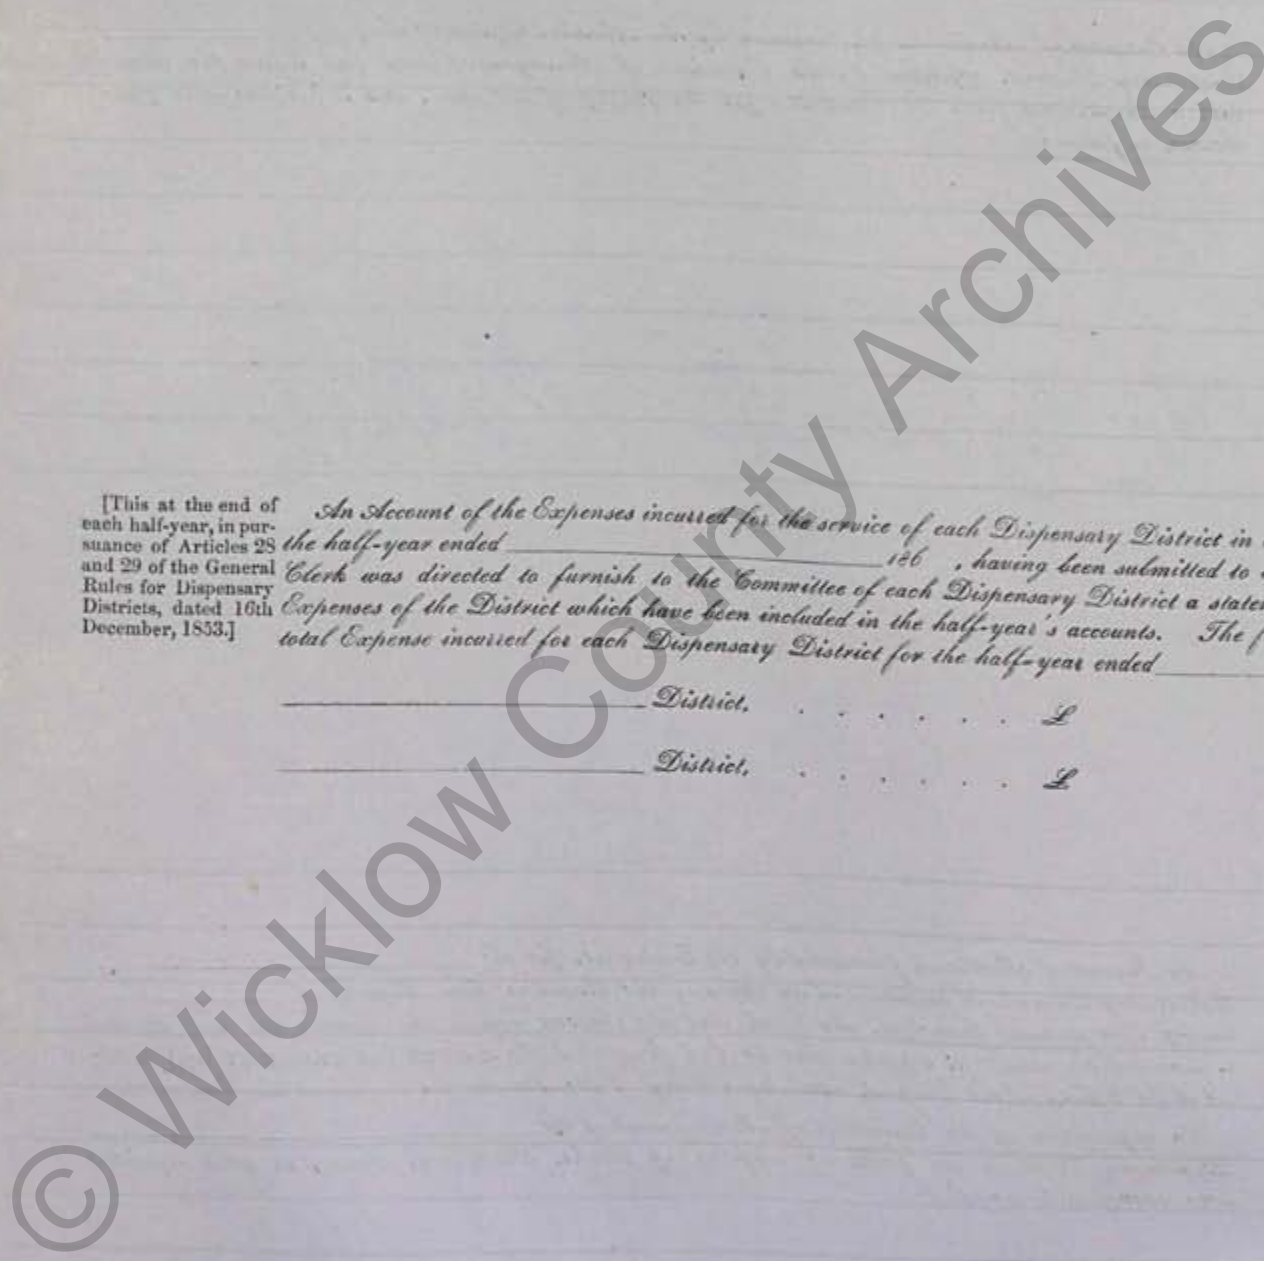 [This at the end of
each half-year, in pur-
suance of Articles 28
and 29 of the General
Rules for Dispensary
Districts, dated 16th
December, 1853.]
An Account of the Expenses incurred for the service of each Dispensary District in
the half-year ended 186 , having been submitted to
Clerk was directed to furnish to the Committee of each Dispensary District a state
Expenses of the District which have been included in the half-year's accounts. The
total Expense incurred for each Dispensary District for the half-year ended
District, . . . . . . £
District, . . . . . . £
© Wicklow County Archives